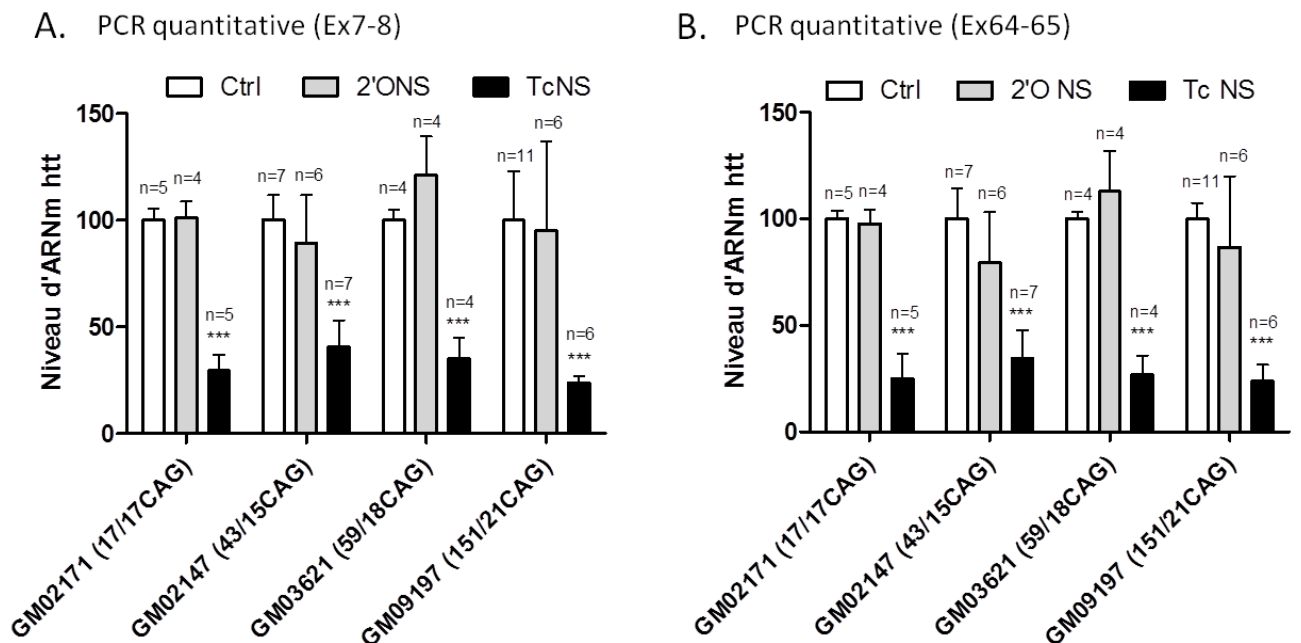 A. PCR quantitative (Ex7-8)
Ctrl 2'ONS TcNS
Niveau d'ARNm htt
150
100
50
0
n=5 n=4 n=5 ***
n=7 n=6 n=7 ***
n=4 n=4 n=4 ***
n=11 n=6 n=6 ***
GM02171 (17/17CAG)
GM02147 (43/15CAG)
GM03621 (59/18CAG)
GM09197 (151/21CAG)
B. PCR quantitative (Ex64-65)
Ctrl 2'O NS Tc NS
Niveau d'ARNm htt
150
100
50
0
n=5 n=4 n=5 ***
n=7 n=6 n=7 ***
n=4 n=4 n=4 ***
n=11 n=6 n=6 ***
GM02171 (17/17CAG)
GM02147 (43/15CAG)
GM03621 (59/18CAG)
GM09197 (151/21CAG)